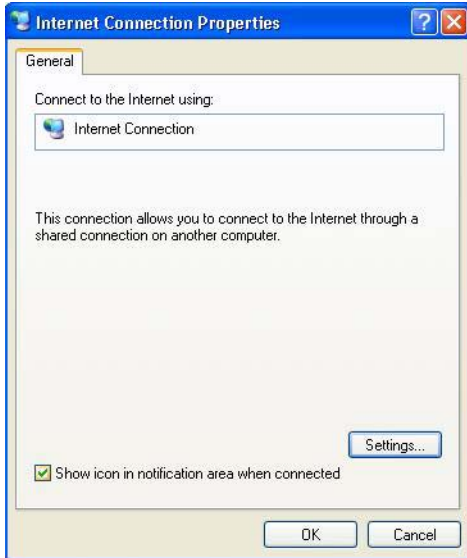 Internet Connection Properties
General
Connect to the Internet using:
Internet Connection
This connection allows you to connect to the Internet through a
shared connection on another computer.
Settings...
Show icon in notification area when connected
OK
Cancel